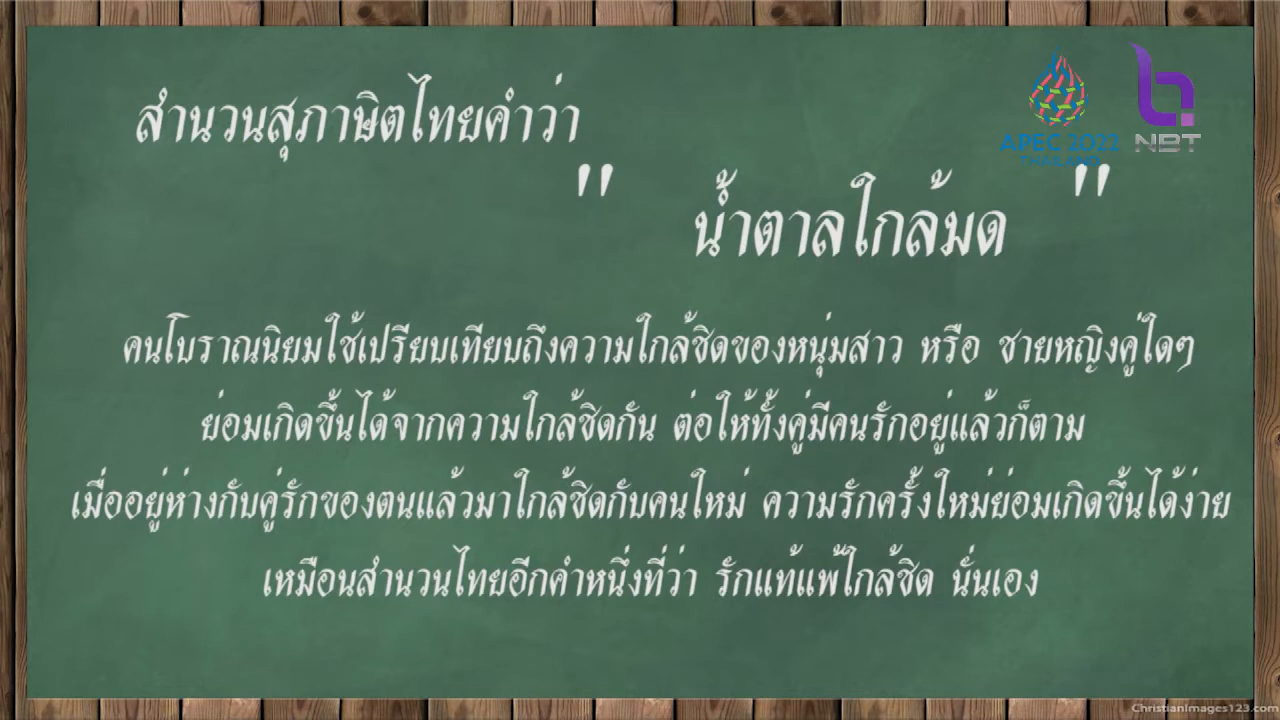 สำนวนสุภาษิตไทยคำว่า
APEC 2022
THAILAND
NBT
" น้ำตาลใกล้มด "
คนโบราณนิยมใช้เปรียบเทียบถึงความใกล้ชิดของหนุ่มสาว หรือ ชายหญิงคู่ใดๆ
ย่อมเกิดขึ้นได้จากความใกล้ชิดกัน ต่อให้ทั้งคู่มีคนรักอยู่แล้วก็ตาม
เมื่ออยู่ห่างกับคู่รักของตนแล้วมาใกล้ชิดกับคนใหม่ ความรักครั้งใหม่ย่อมเกิดขึ้นได้ง่าย
เหมือนสำนวนไทยอีกคำหนึ่งที่ว่า รักแท้แพ้ใกล้ชิด นั่นเอง
ChristianImages123.com